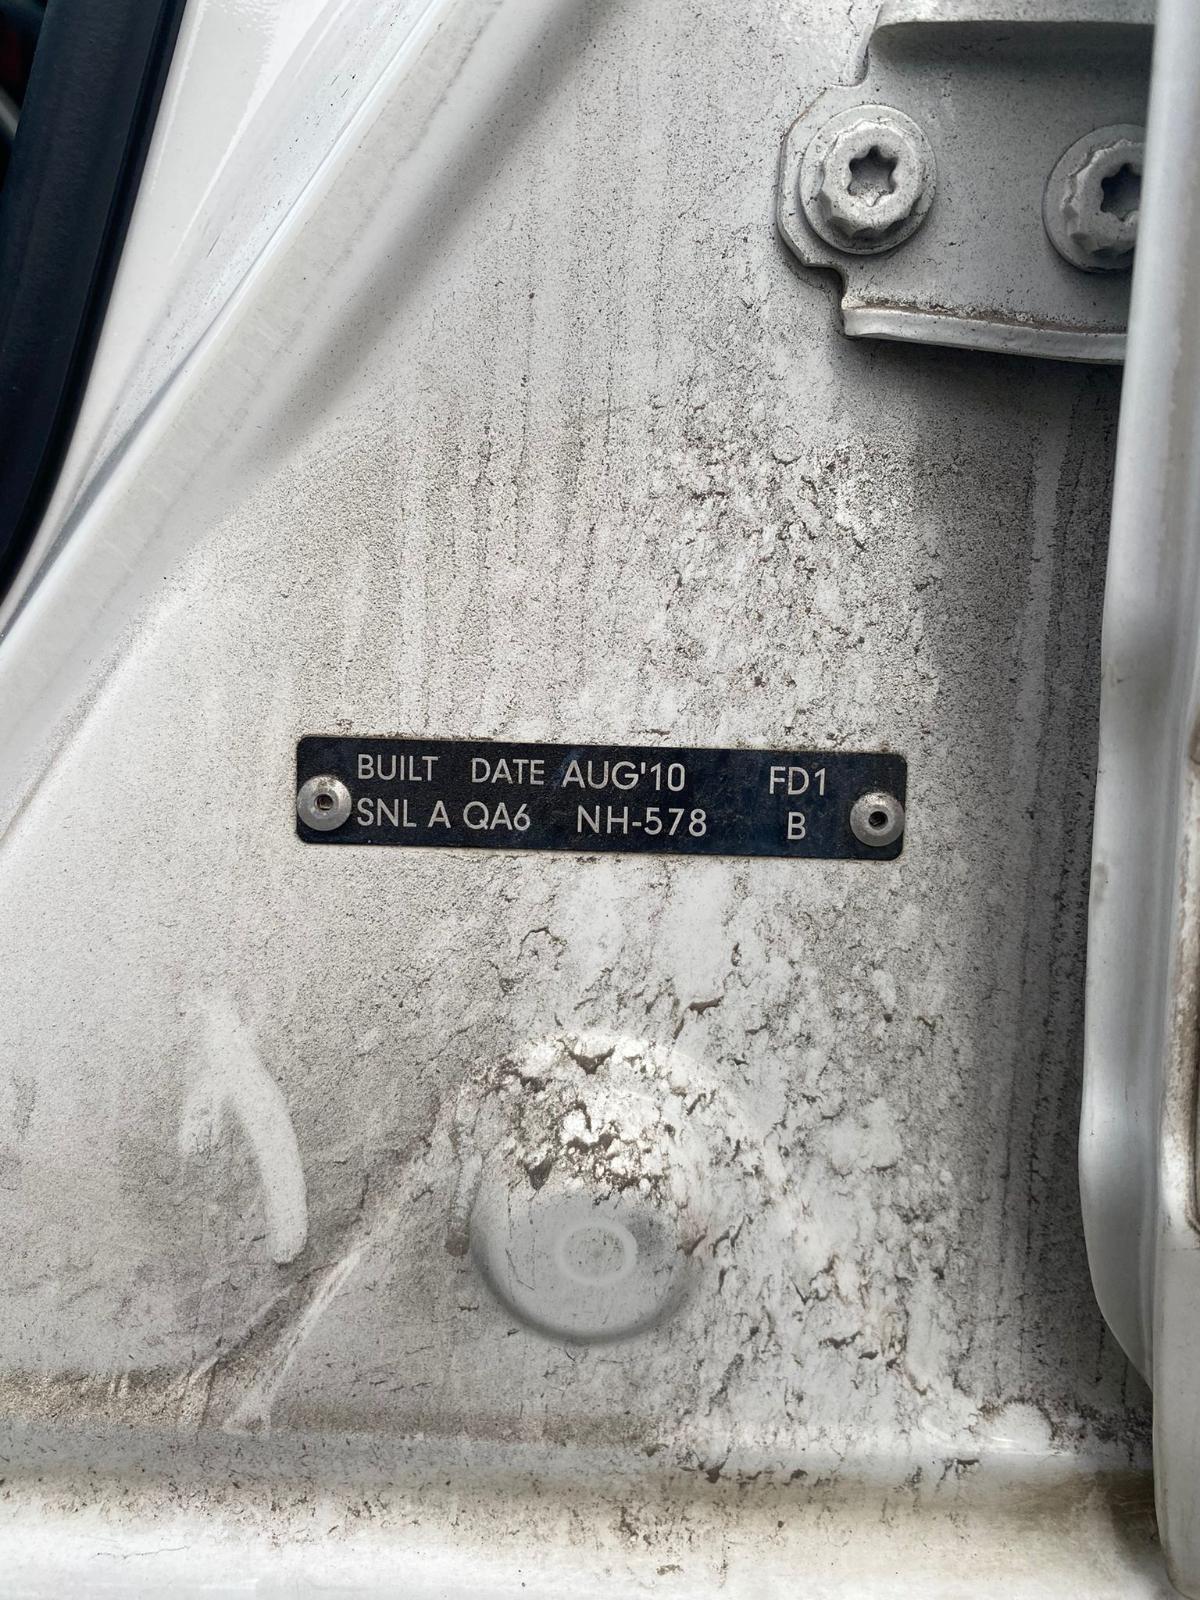 BUILT DATE AUG'10 FD1
SNL A QA6 NH-578 B